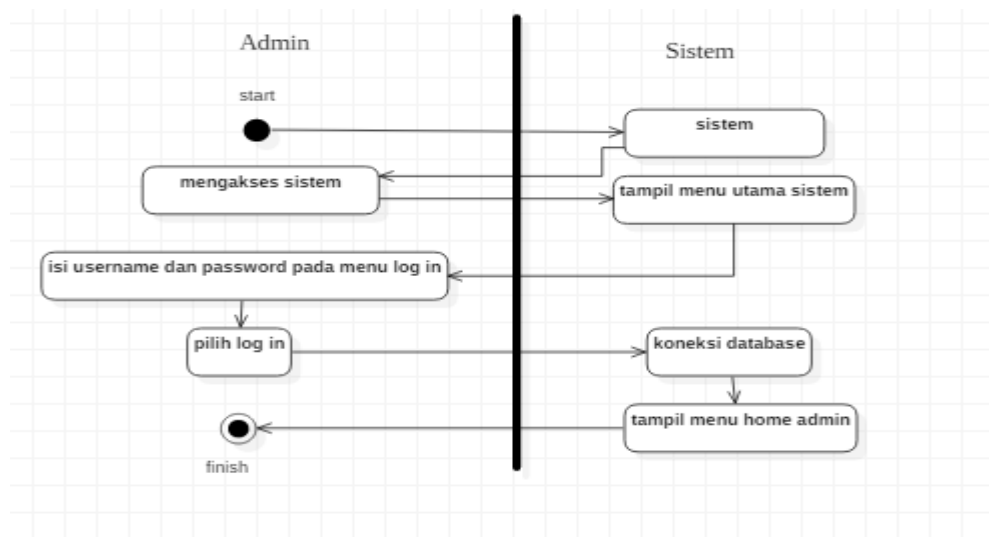 Admin
Sistem
start
sistem
mengakses sistem
tampil menu utama sistem
isi username dan password pada menu log in
pilih log in
koneksi database
tampil menu home admin
finish